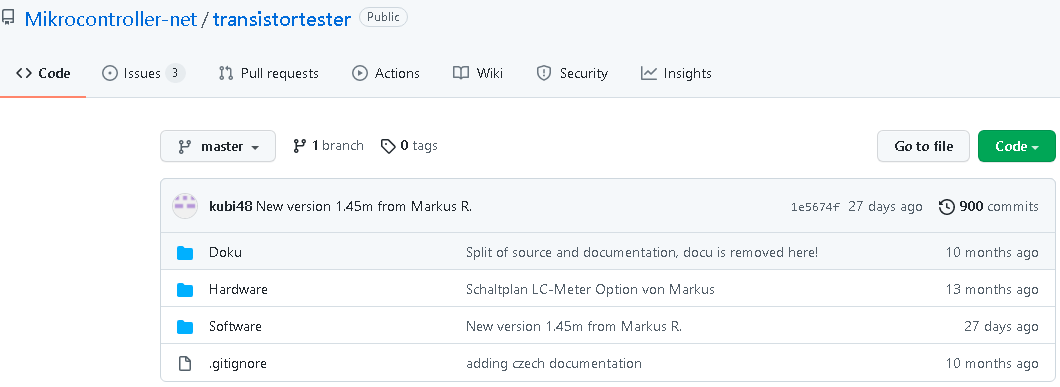 Mikrocontroller-net / transistortester Public
Code Issues 3 Pull requests Actions Wiki Security Insights
master 1 branch 0 tags Go to file Code
kubi48 New version 1.45m from Markus R. 1e5674f 27 days ago 900 commits
Doku Split of source and documentation, docu is removed here! 10 months ago
Hardware Schaltplan LC-Meter Option von Markus 13 months ago
Software New version 1.45m from Markus R. 27 days ago
.gitignore adding czech documentation 10 months ago